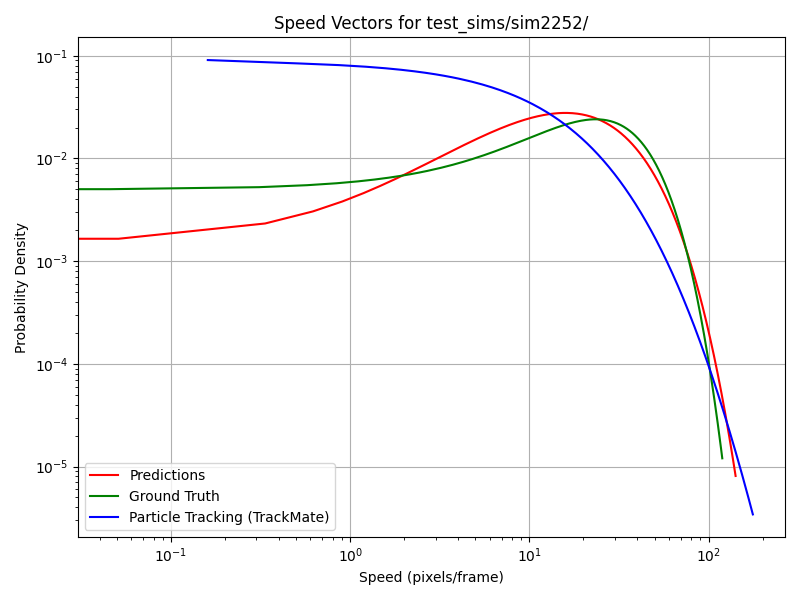 Speed Vectors for test_sims/sim2252/
Probability Density
10⁻¹
10⁻²
10⁻³
10⁻⁴
10⁻⁵
Predictions
Ground Truth
Particle Tracking (TrackMate)
10⁻¹ 10⁰ 10¹ 10²
Speed (pixels/frame)